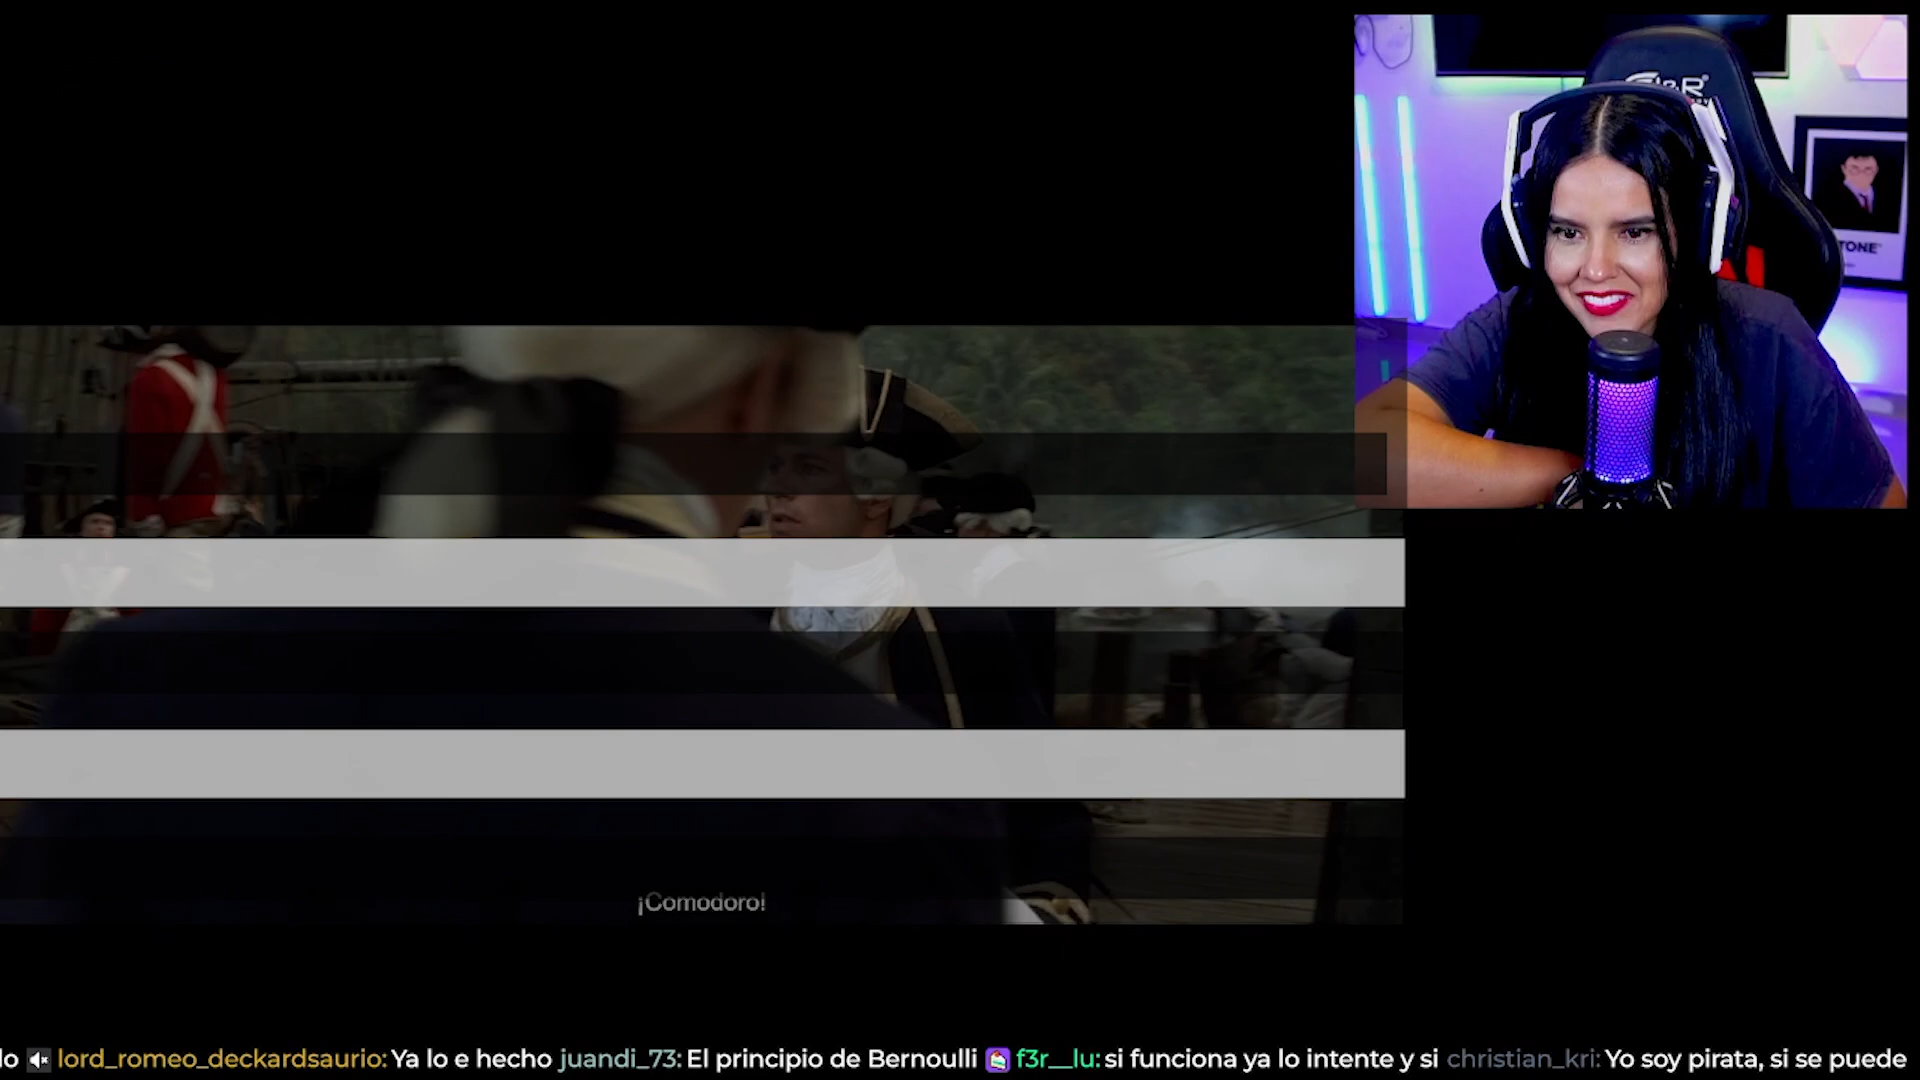 TONE
¡Comodoro!
lo lord_romeo_deckardsaurio: Ya lo e hecho juandi_73: El principio de Bernoulli f3r__lu: si funciona ya lo intente y si christian_kri: Yo soy pirata, si se puede